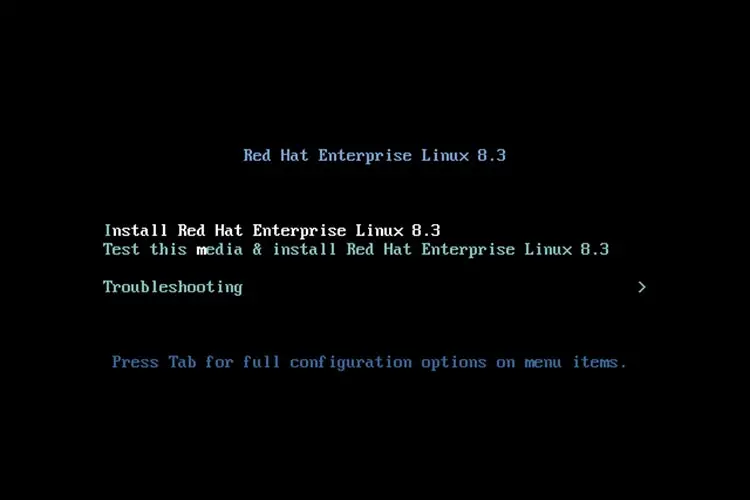 Red Hat Enterprise Linux 8.3
Install Red Hat Enterprise Linux 8.3
Test this media & install Red Hat Enterprise Linux 8.3
Troubleshooting >
Press Tab for full configuration options on menu items.